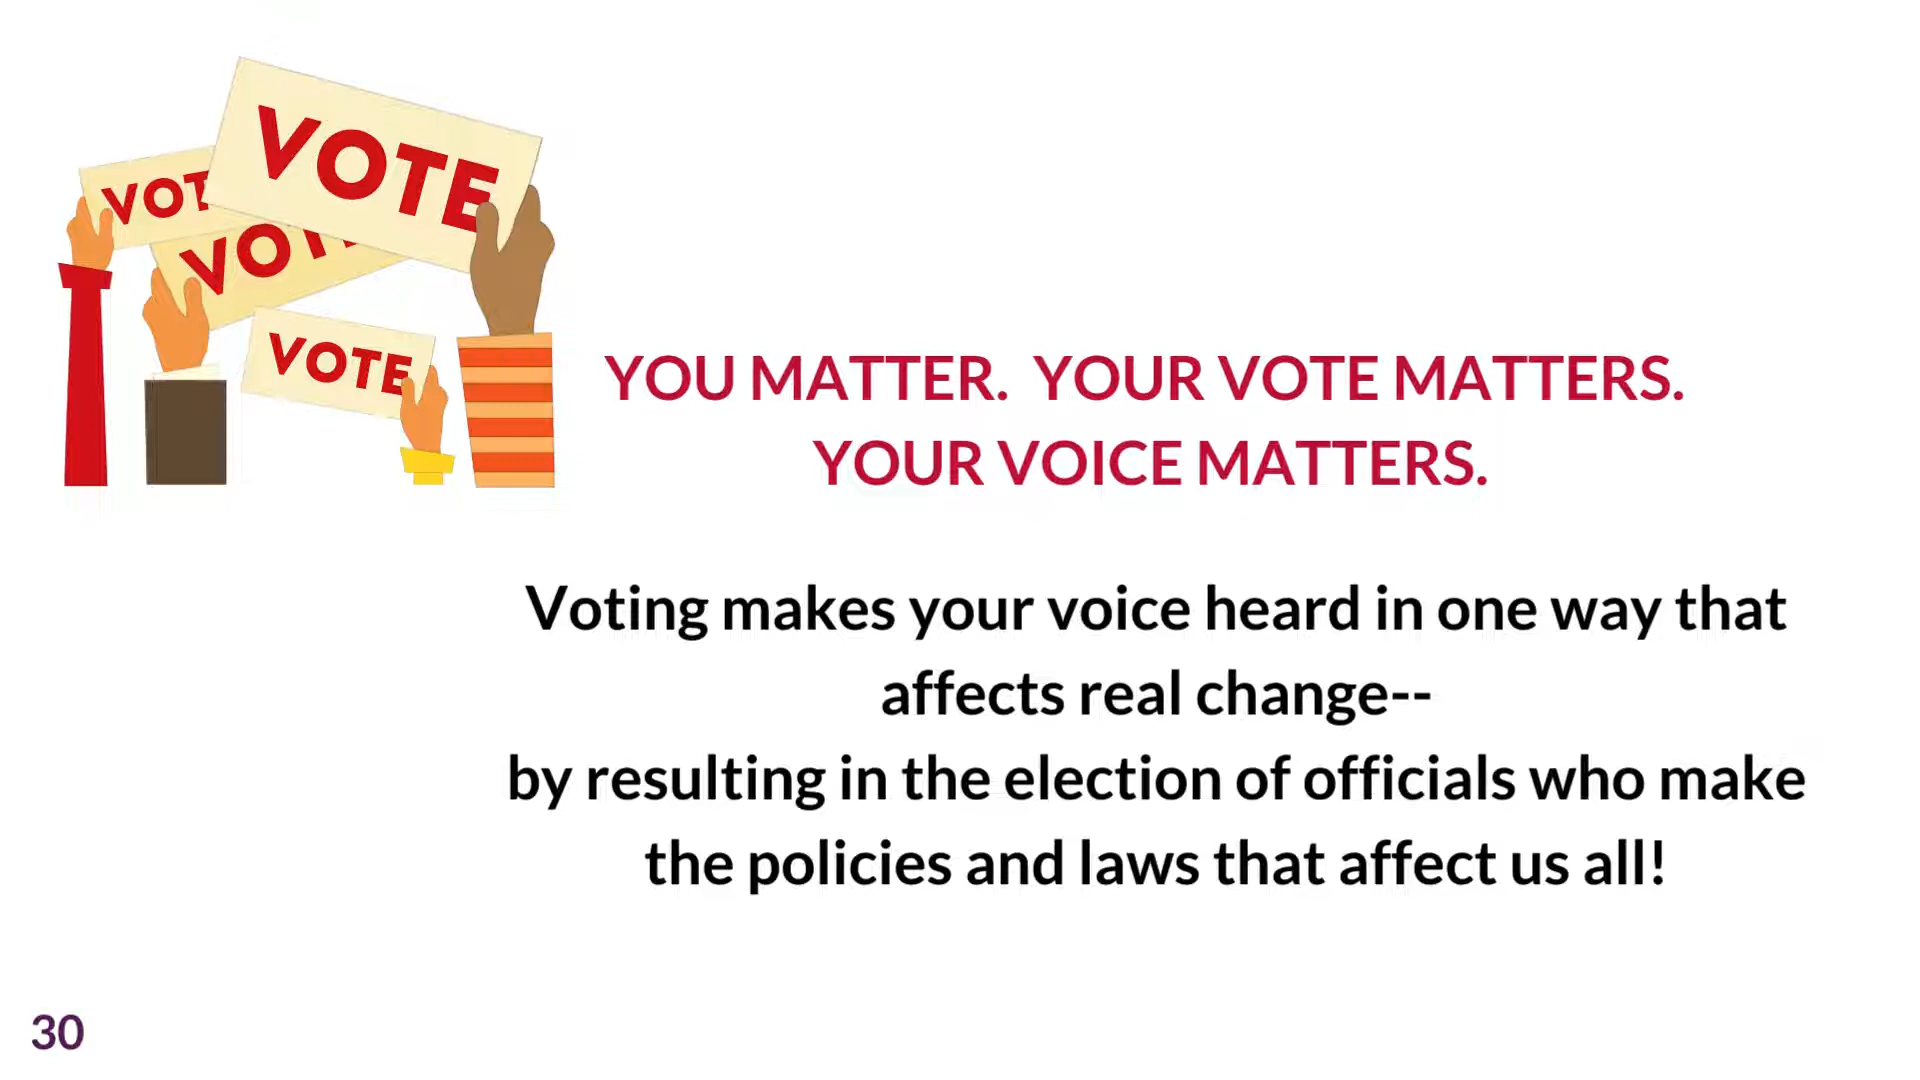 VOTE
VOT
VOT
VOTE
YOU MATTER. YOUR VOTE MATTERS.
YOUR VOICE MATTERS.
Voting makes your voice heard in one way that
affects real change--
by resulting in the election of officials who make
the policies and laws that affect us all!
30